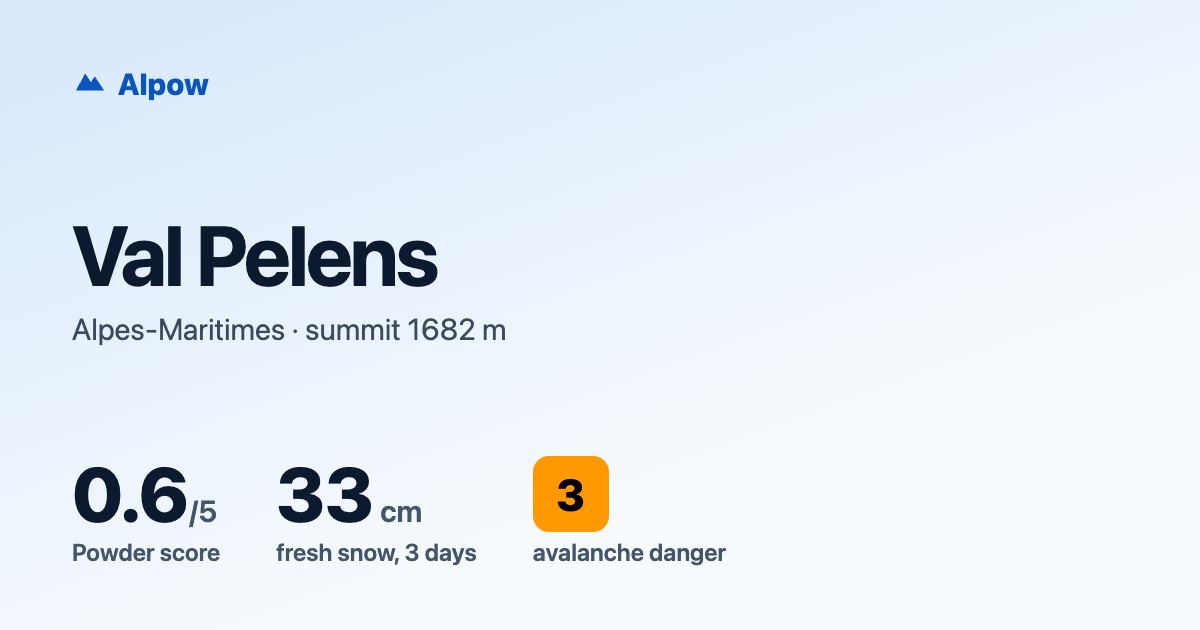 Alpow
Val Pelens
Alpes-Maritimes · summit 1682 m
0.6/5
Powder score
33 cm
fresh snow, 3 days
3
avalanche danger